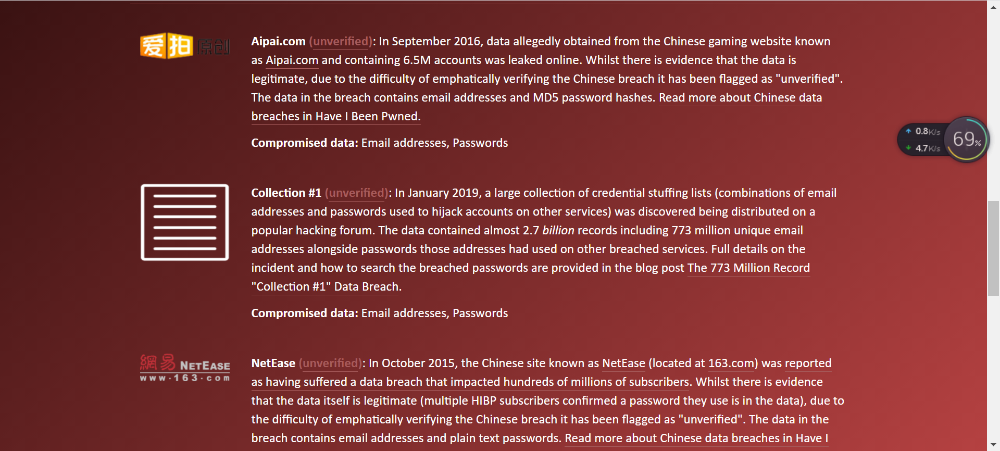 爱拍原创
Aipai.com (unverified): In September 2016, data allegedly obtained from the Chinese gaming website known
as Aipai.com and containing 6.5M accounts was leaked online. Whilst there is evidence that the data is
legitimate, due to the difficulty of emphatically verifying the Chinese breach it has been flagged as "unverified".
The data in the breach contains email addresses and MD5 password hashes. Read more about Chinese data
breaches in Have I Been Pwned.
Compromised data: Email addresses, Passwords
0.8K/s
4.7K/s
69%
Collection #1 (unverified): In January 2019, a large collection of credential stuffing lists (combinations of email
addresses and passwords used to hijack accounts on other services) was discovered being distributed on a
popular hacking forum. The data contained almost 2.7 billion records including 773 million unique email
addresses alongside passwords those addresses had used on other breached services. Full details on the
incident and how to search the breached passwords are provided in the blog post The 773 Million Record
"Collection #1" Data Breach.
Compromised data: Email addresses, Passwords
網易 NETEASE
www.163.com
NetEase (unverified): In October 2015, the Chinese site known as NetEase (located at 163.com) was reported
as having suffered a data breach that impacted hundreds of millions of subscribers. Whilst there is evidence
that the data itself is legitimate (multiple HIBP subscribers confirmed a password they use is in the data), due to
the difficulty of emphatically verifying the Chinese breach it has been flagged as "unverified". The data in the
breach contains email addresses and plain text passwords. Read more about Chinese data breaches in Have I